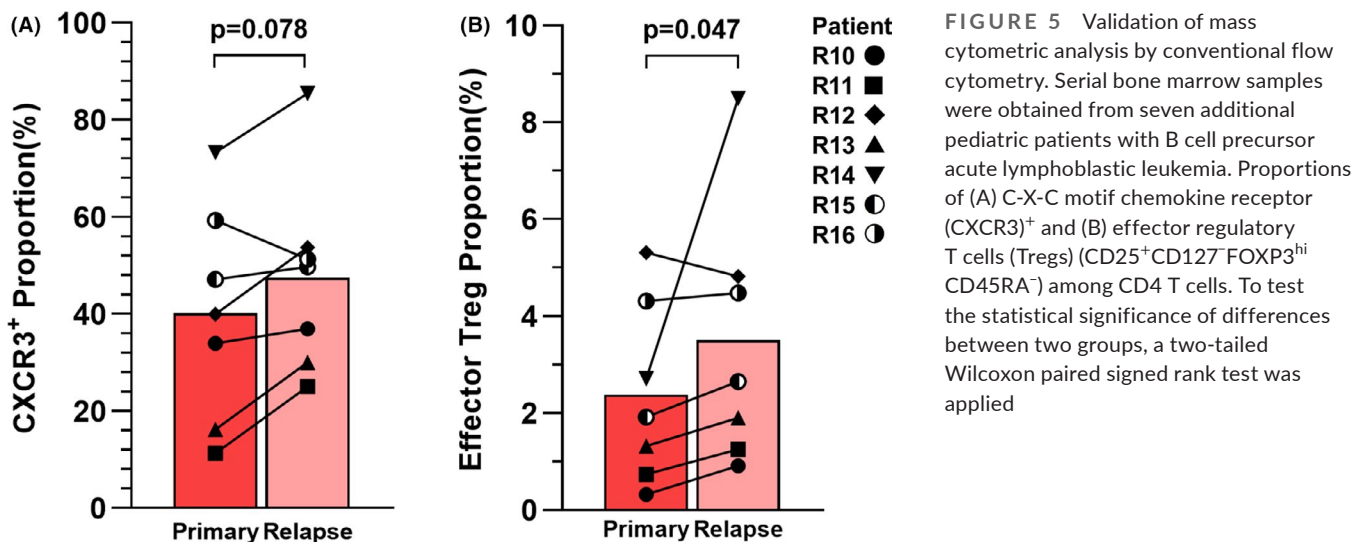 (A)
p=0.078
100
80
60
40
20
0
CXCR3⁺ Proportion(%)
Primary Relapse
(B)
p=0.047
10
8
6
4
2
0
Effector Treg Proportion(%)
Primary Relapse
Patient
R10
R11
R12
R13
R14
R15
R16
FIGURE 5 Validation of mass
cytometric analysis by conventional flow
cytometry. Serial bone marrow samples
were obtained from seven additional
pediatric patients with B cell precursor
acute lymphoblastic leukemia. Proportions
of (A) C-X-C motif chemokine receptor
(CXCR3)⁺ and (B) effector regulatory
T cells (Tregs) (CD25⁺CD127⁻FOXP3ʰⁱ
CD45RA⁻) among CD4 T cells. To test
the statistical significance of differences
between two groups, a two-tailed
Wilcoxon paired signed rank test was
applied